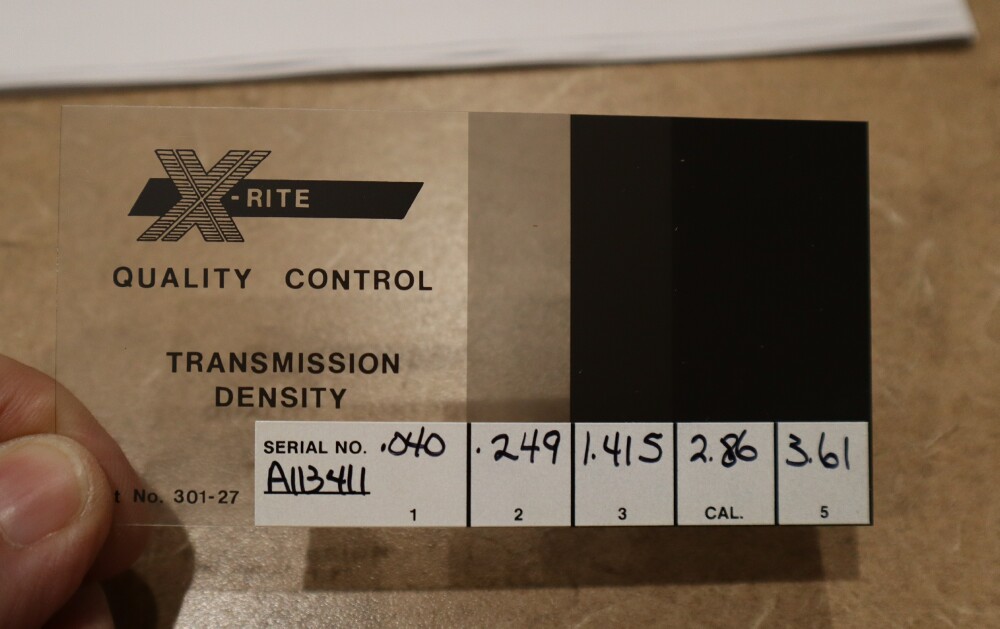 X-RITE
QUALITY CONTROL
TRANSMISSION
DENSITY
SERIAL NO. .040 .249 1.415 2.86 3.61
A113411
t No. 301-27
1 2 3 CAL. 5